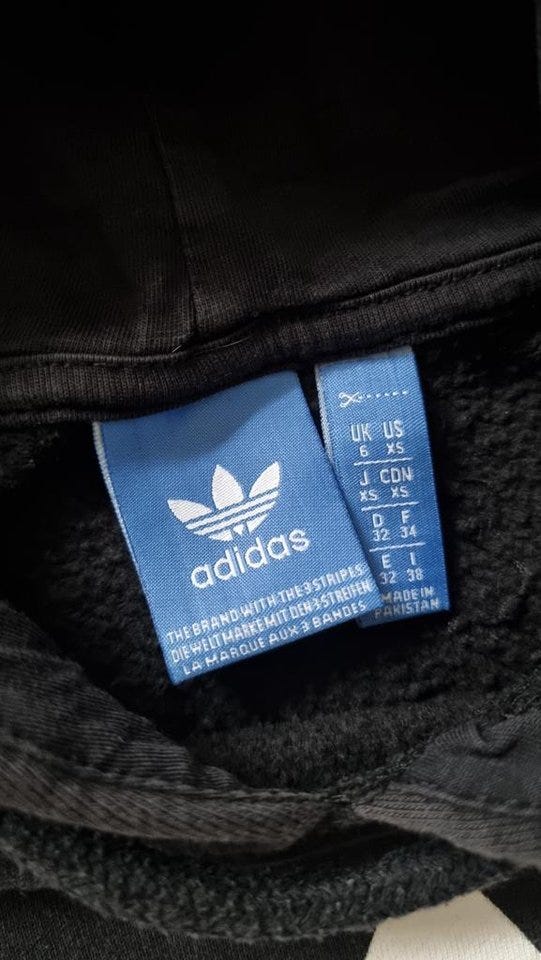 adidas
THE BRAND WITH THE 3 STRIPES
DIE WELTMARKE MIT DEN 3 STREIFEN
LA MARQUE AUX 3 BANDES
UK US
6 XS
J CDN
XS XS
D F
32 34
E I
32 38
MADE IN
PAKISTAN